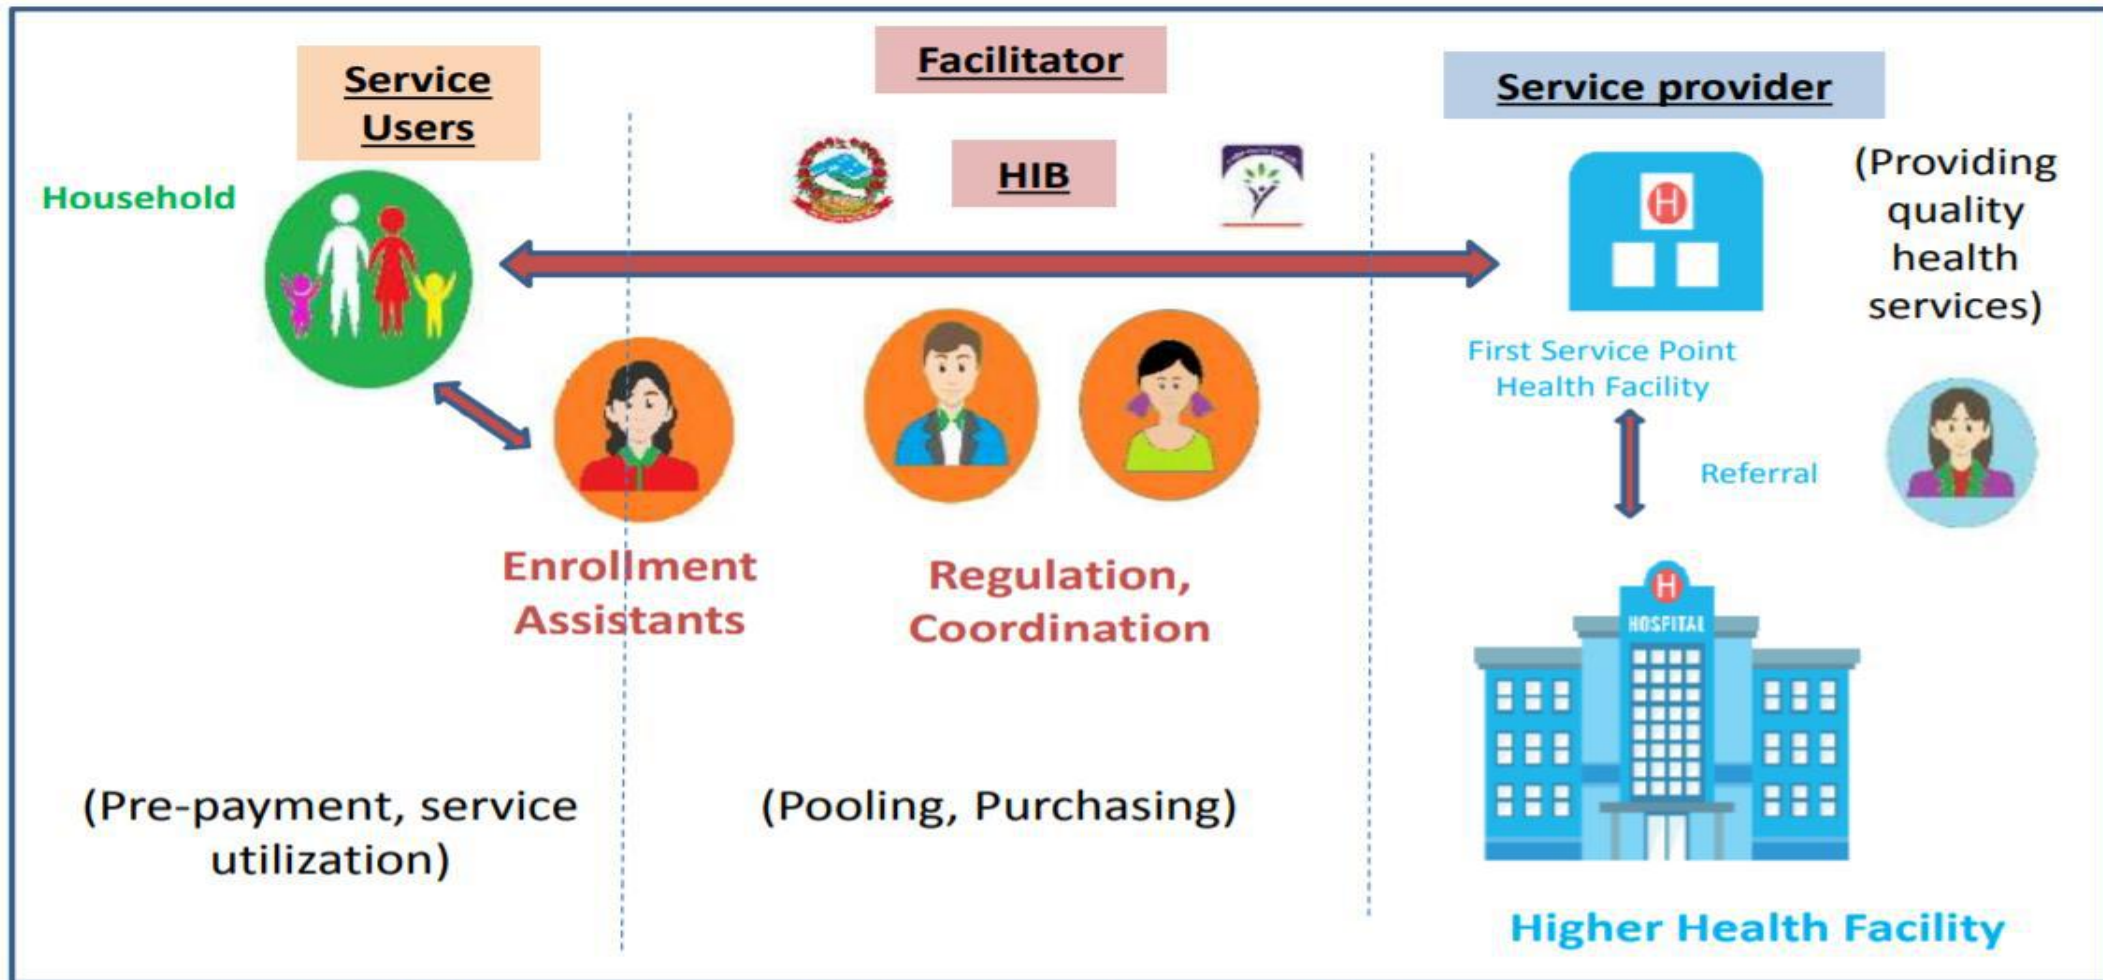 Service
Users
Household
(Pre-payment, service
utilization)
Facilitator
HIB
Enrollment
Assistants
Regulation,
Coordination
(Pooling, Purchasing)
Service provider
(Providing
quality
health
services)
H
First Service Point
Health Facility
Referral
H
HOSPITAL
Higher Health Facility